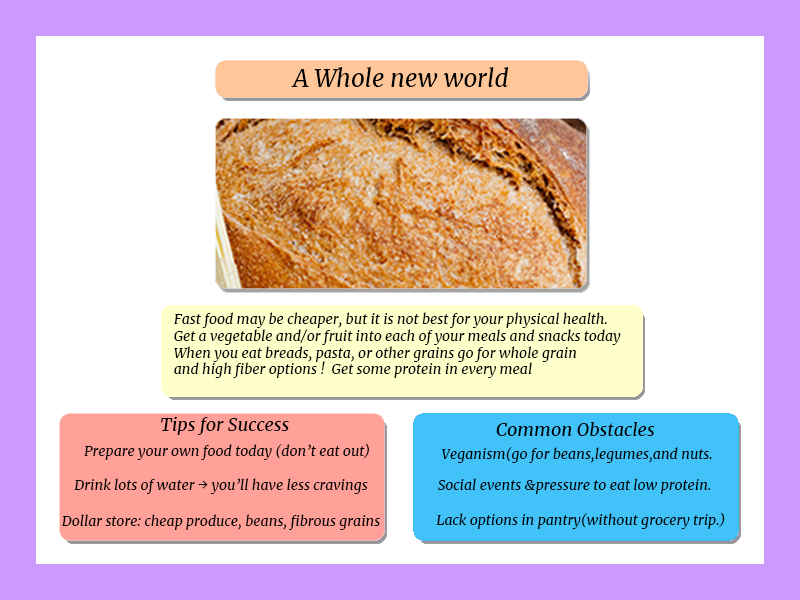 A Whole new world
Fast food may be cheaper, but it is not best for your physical health.
Get a vegetable and/or fruit into each of your meals and snacks today
When you eat breads, pasta, or other grains go for whole grain
and high fiber options ! Get some protein in every meal
Tips for Success
Prepare your own food today (don’t eat out)
Drink lots of water → you’ll have less cravings
Dollar store: cheap produce, beans, fibrous grains
Common Obstacles
Veganism(go for beans,legumes,and nuts.
Social events &pressure to eat low protein.
Lack options in pantry(without grocery trip.)